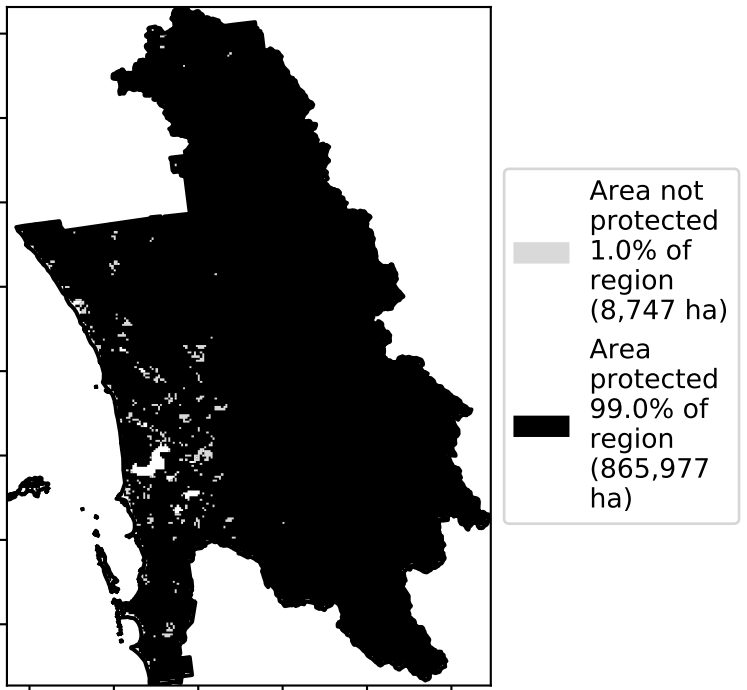 Area not
protected
1.0% of
region
(8,747 ha)
Area
protected
99.0% of
region
(865,977
ha)